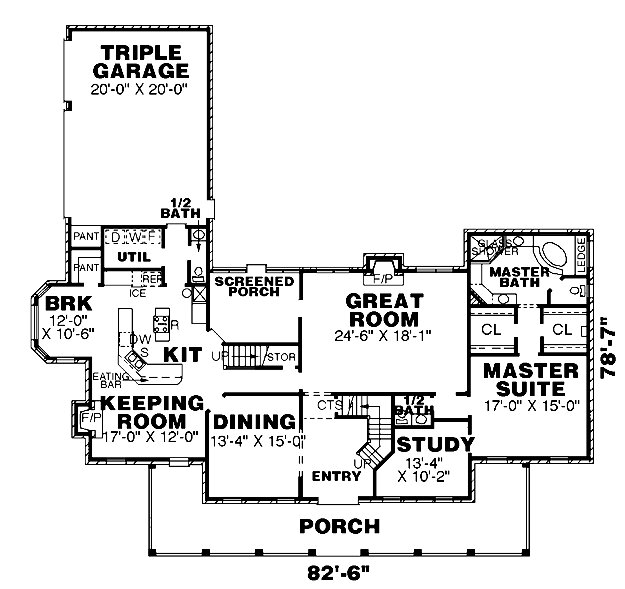 TRIPLE
GARAGE
20'-0" X 20'-0"
1/2
BATH
PANT
D W F
UTIL
PANT
REF
ICE
BRK
12'-0"
X 10'-6"
R
DW
S
KIT
EATING
BAR
SCREENED
PORCH
UP
STOR
F/P
GREAT
ROOM
24'-6" X 18'-1"
GLASS
SHOWER
LEDGE
MASTER
BATH
CL
CL
MASTER
SUITE
17'-0" X 15'-0"
78'-7"
F/P
KEEPING
ROOM
17'-0" X 12'-0"
DINING
13'-4" X 15'-0"
CTS
UP
ENTRY
1/2
BATH
STUDY
13'-4"
X 10'-2"
PORCH
82'-6"